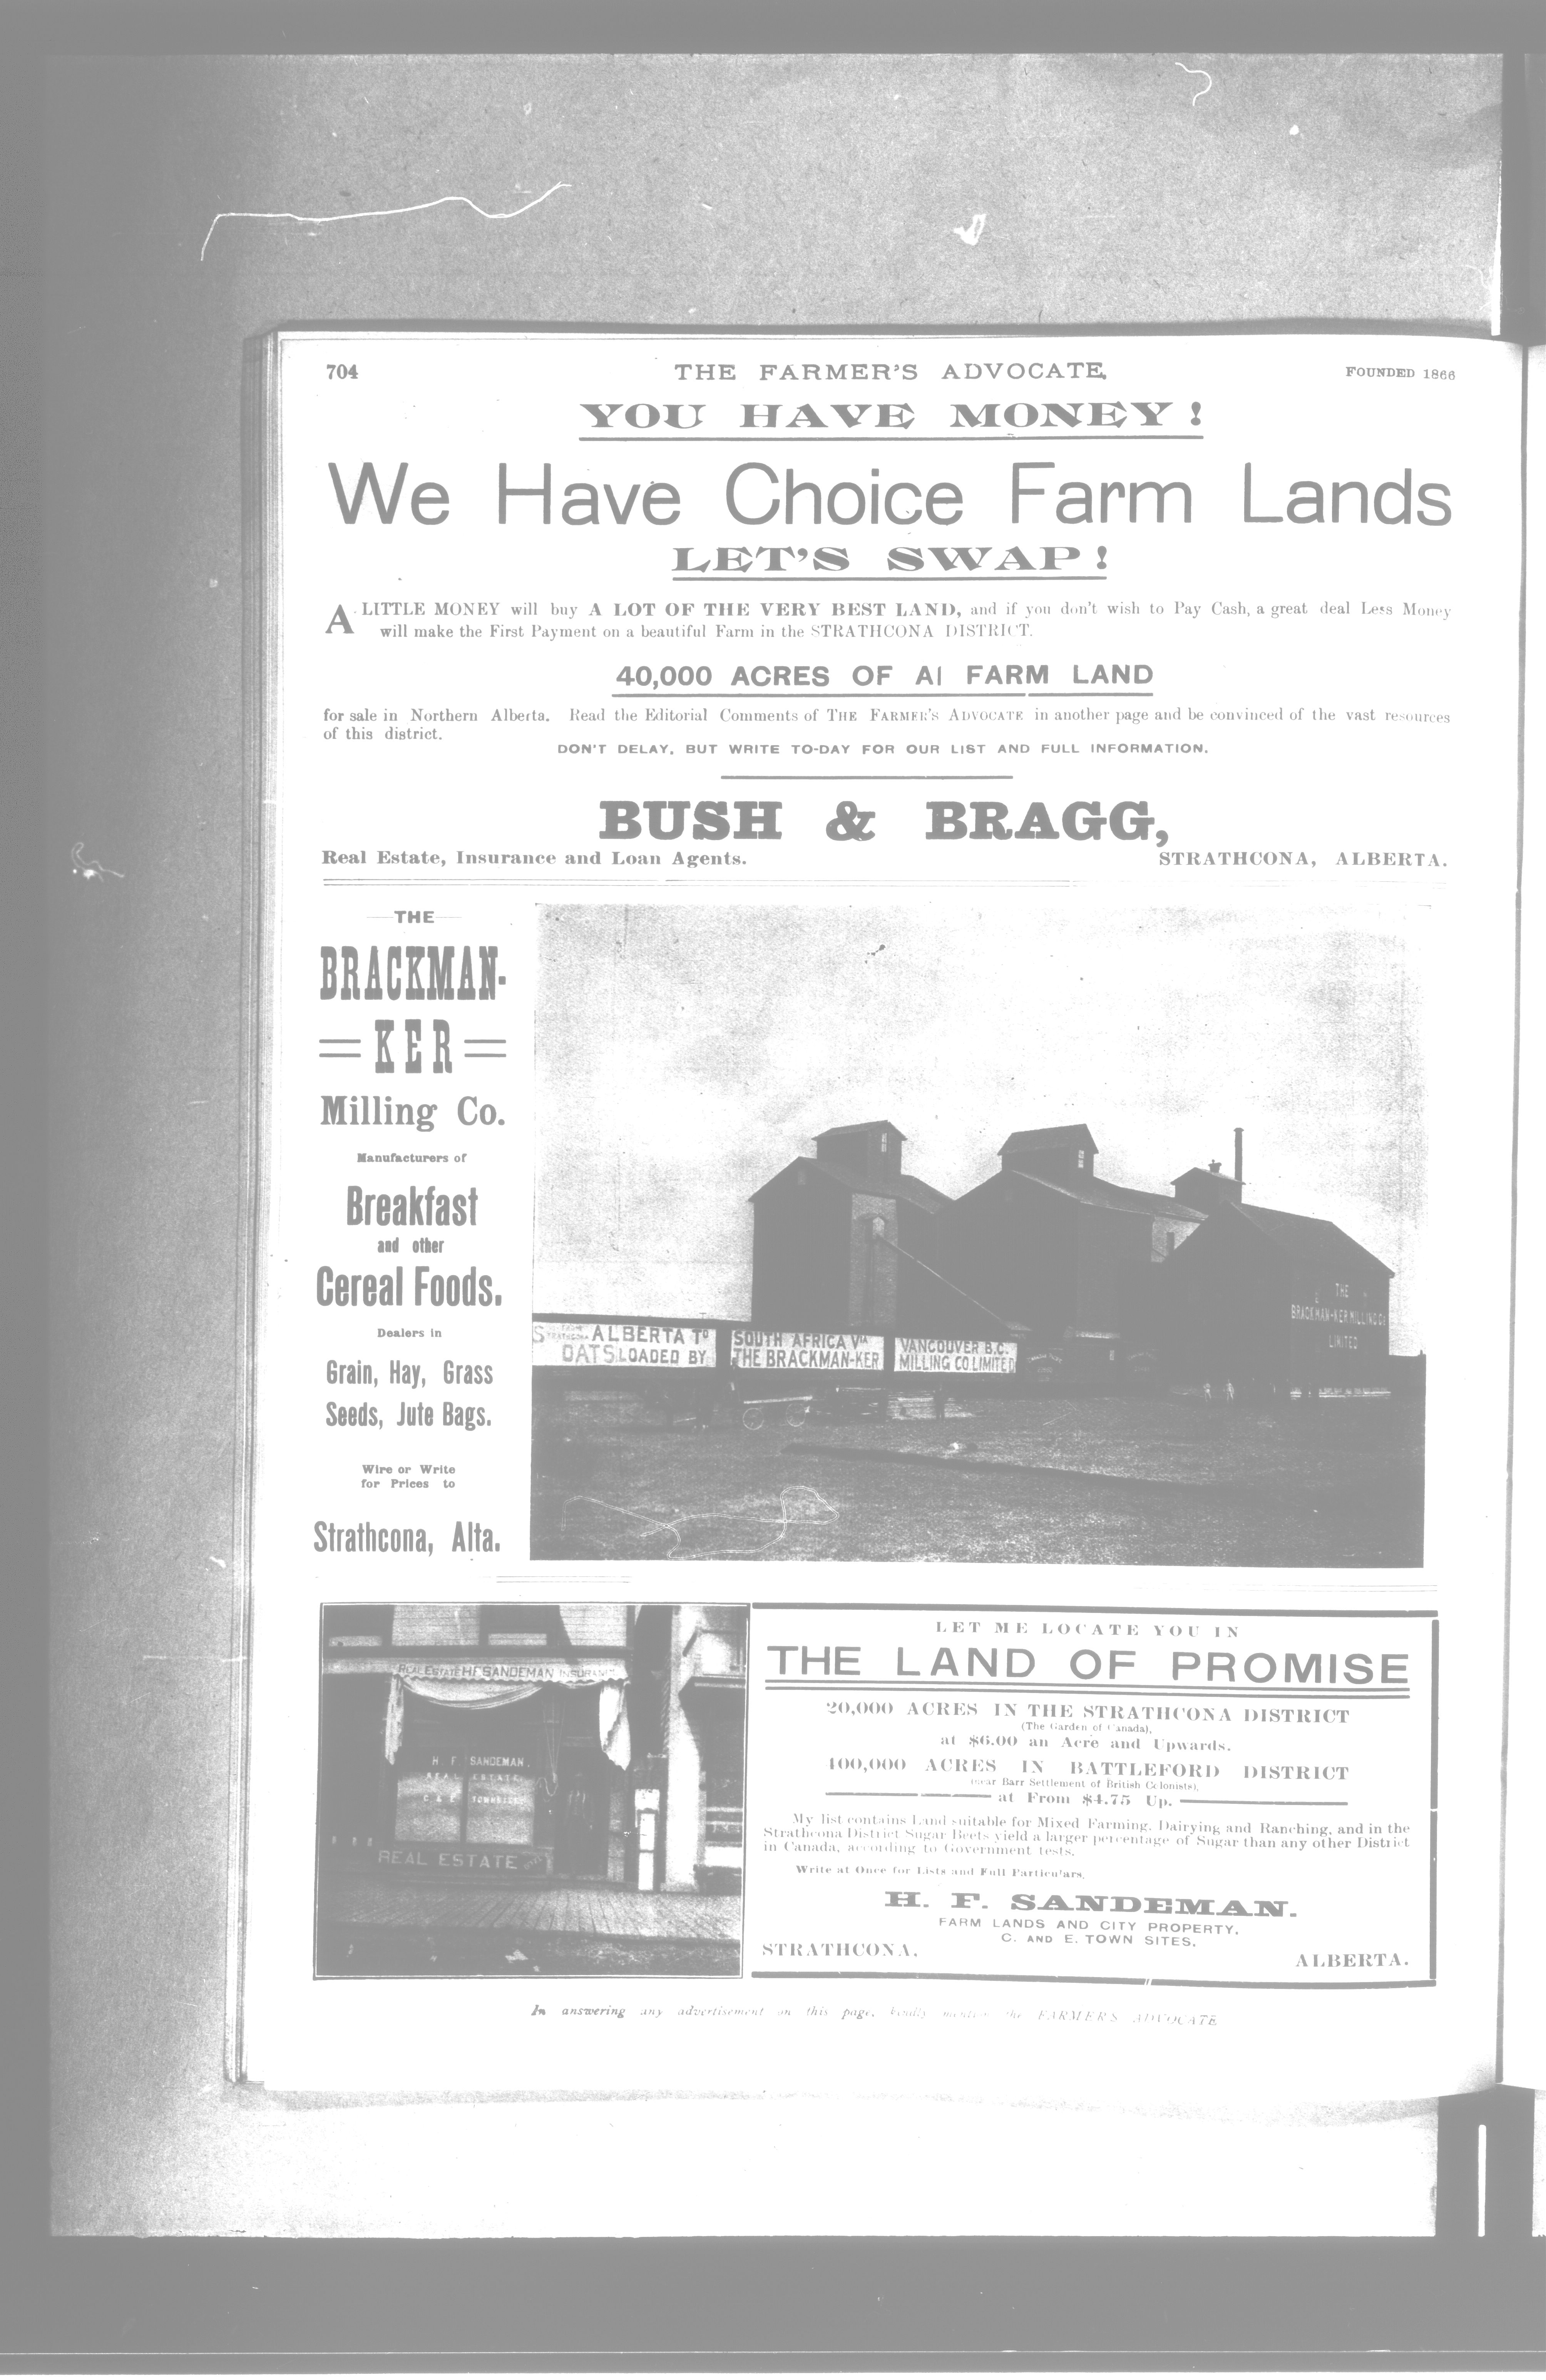 704 THE FARMER'S ADVOCATE. FOUNDED 1866
YOU HAVE MONEY!
We Have Choice Farm Lands
LET'S SWAP!
A LITTLE MONEY will buy A LOT OF THE VERY BEST LAND, and if you don't wish to Pay Cash, a great deal Less Money
will make the First Payment on a beautiful Farm in the STRATHCONA DISTRICT.
40,000 ACRES OF A1 FARM LAND
for sale in Northern Alberta. Read the Editorial Comments of THE FARMER'S ADVOCATE in another page and be convinced of the vast resources
of this district.
DON'T DELAY, BUT WRITE TO-DAY FOR OUR LIST AND FULL INFORMATION.
BUSH & BRAGG,
Real Estate, Insurance and Loan Agents. STRATHCONA, ALBERTA.
THE
BRACKMAN-
KER
Milling Co.
Manufacturers of
Breakfast
and other
Cereal Foods.
Dealers in
Grain, Hay, Grass
Seeds, Jute Bags.
Wire or Write
for Prices to
Strathcona, Alta.
THE
BRACKMAN-KER MILLING CO
LIMITED
ALBERTA TO
OATS LOADED BY
SOUTH AFRICA VIA
THE BRACKMAN-KER
VANCOUVER B.C.
MILLING CO. LIMITED
REAL ESTATE H.F. SANDEMAN INSURANCE
H. F. SANDEMAN.
REAL ESTATE
C & E TOWNSITES
REAL ESTATE
LET ME LOCATE YOU IN
THE LAND OF PROMISE
20,000 ACRES IN THE STRATHCONA DISTRICT
(The Garden of Canada),
at $6.00 an Acre and Upwards.
100,000 ACRES IN BATTLEFORD DISTRICT
(near Barr Settlement of British Colonists),
at From $4.75 Up.
My list contains Land suitable for Mixed Farming, Dairying and Ranching, and in the
Strathcona District Sugar Beets yield a larger percentage of Sugar than any other District
in Canada, according to Government tests.
Write at Once for Lists and Full Particulars.
H. F. SANDEMAN.
FARM LANDS AND CITY PROPERTY.
C. AND E. TOWN SITES.
STRATHCONA, ALBERTA.
In answering any advertisement on this page, kindly mention the FARMER'S ADVOCATE